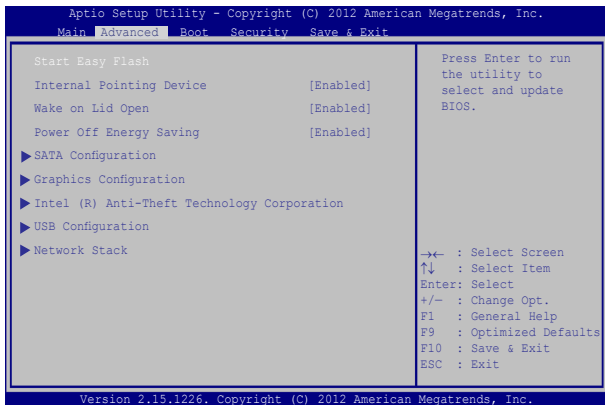 Aptio Setup Utility - Copyright (C) 2012 American Megatrends, Inc.
Main Advanced Boot Security Save & Exit
Start Easy Flash
Internal Pointing Device [Enabled]
Wake on Lid Open [Enabled]
Power Off Energy Saving [Enabled]
SATA Configuration
Graphics Configuration
Intel (R) Anti-Theft Technology Corporation
USB Configuration
Network Stack
Press Enter to run
the utility to
select and update
BIOS.
→← : Select Screen
↑↓ : Select Item
Enter: Select
+/— : Change Opt.
F1 : General Help
F9 : Optimized Defaults
F10 : Save & Exit
ESC : Exit
Version 2.15.1226. Copyright (C) 2012 American Megatrends, Inc.